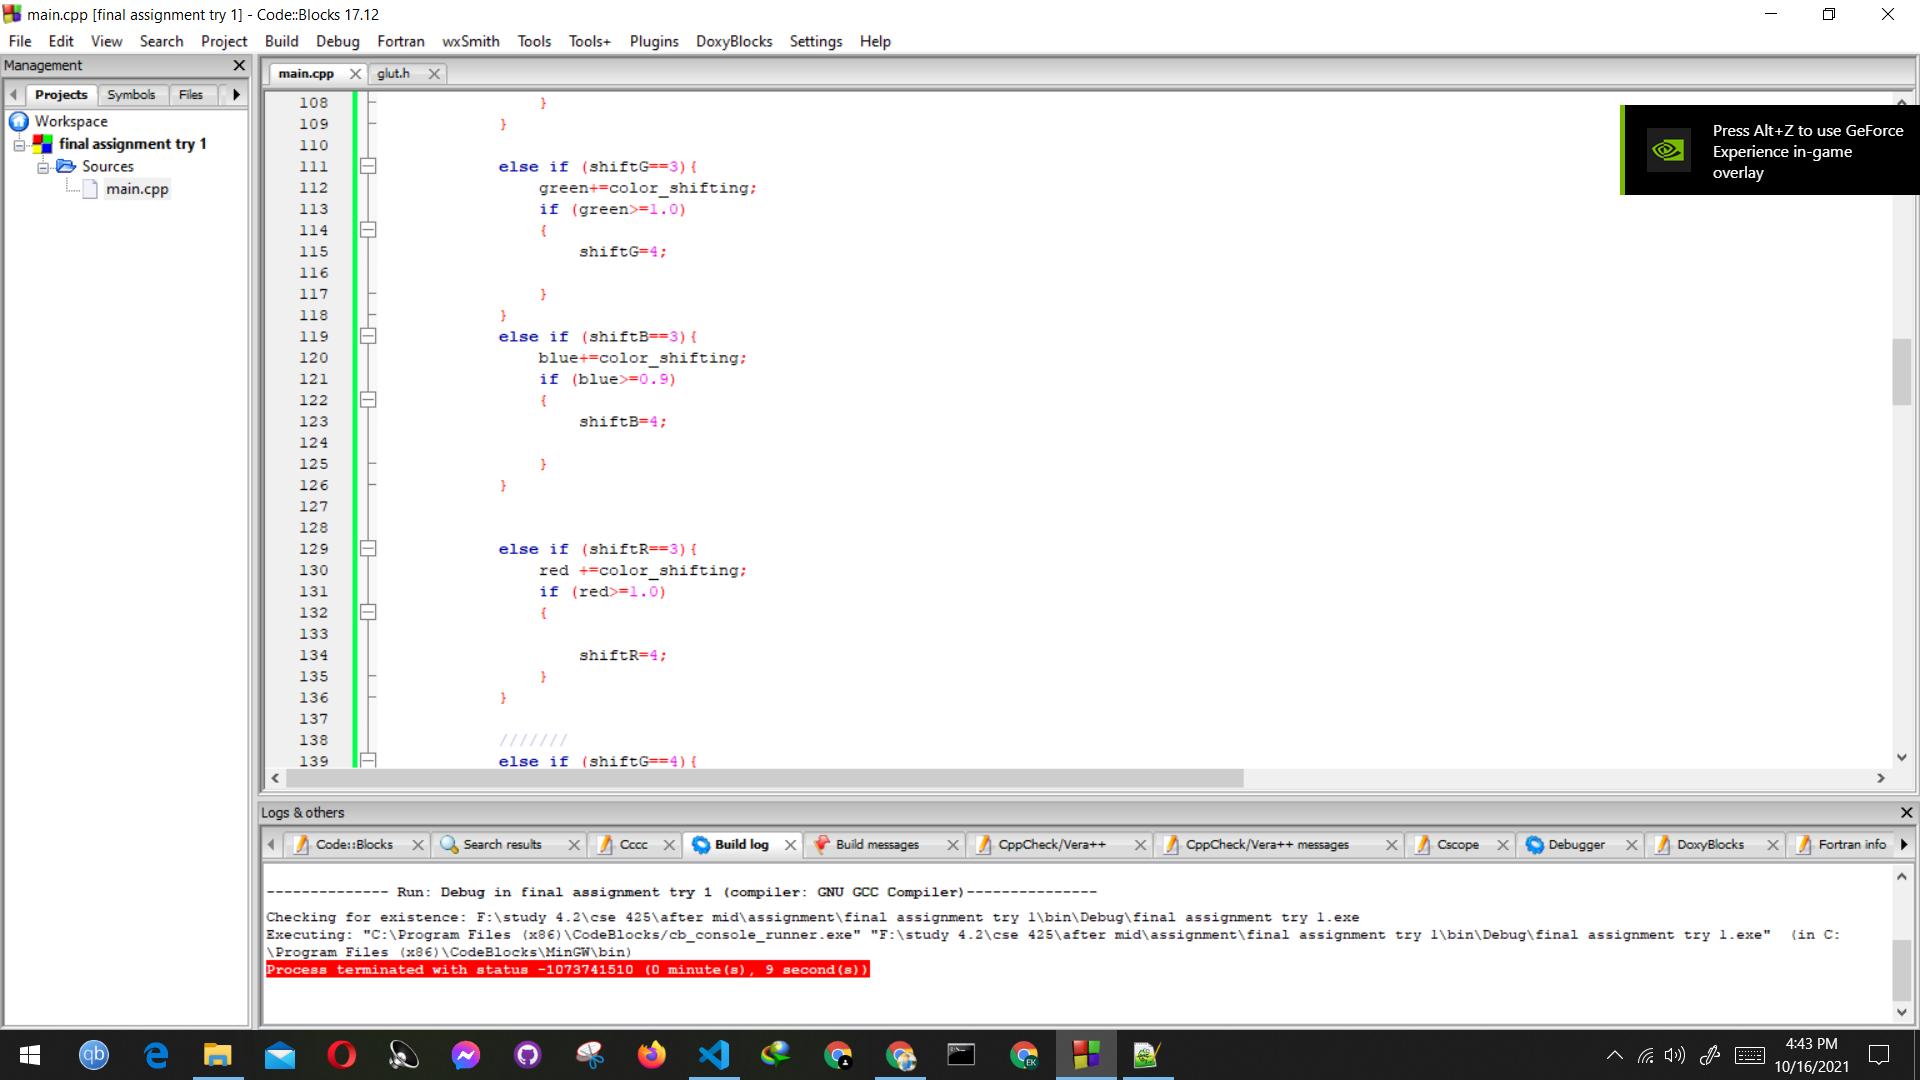 main.cpp [final assignment try 1] - Code::Blocks 17.12
File Edit View Search Project Build Debug Fortran wxSmith Tools Tools+ Plugins DoxyBlocks Settings Help
Management
Projects Symbols Files
Workspace
final assignment try 1
Sources
main.cpp
main.cpp glut.h
108 }
109 }
110
111 else if (shiftG==3){
112 green+=color_shifting;
113 if (green>=1.0)
114 {
115 shiftG=4;
116
117 }
118 }
119 else if (shiftB==3){
120 blue+=color_shifting;
121 if (blue>=0.9)
122 {
123 shiftB=4;
124
125 }
126 }
127
128
129 else if (shiftR==3){
130 red +=color_shifting;
131 if (red>=1.0)
132 {
133
134 shiftR=4;
135 }
136 }
137
138 ///////
139 else if (shiftG==4){
Press Alt+Z to use GeForce
Experience in-game
overlay
Logs & others
Code::Blocks Search results Cccc Build log Build messages CppCheck/Vera++ CppCheck/Vera++ messages Cscope Debugger DoxyBlocks Fortran info
-------------- Run: Debug in final assignment try 1 (compiler: GNU GCC Compiler)---------------
Checking for existence: F:\study 4.2\cse 425\after mid\assignment\final assignment try 1\bin\Debug\final assignment try 1.exe
Executing: "C:\Program Files (x86)\CodeBlocks/cb_console_runner.exe" "F:\study 4.2\cse 425\after mid\assignment\final assignment try 1\bin\Debug\final assignment try 1.exe" (in C:
\Program Files (x86)\CodeBlocks\MinGW\bin)
Process terminated with status -1073741510 (0 minute(s), 9 second(s))
qb
EK
4:43 PM
10/16/2021